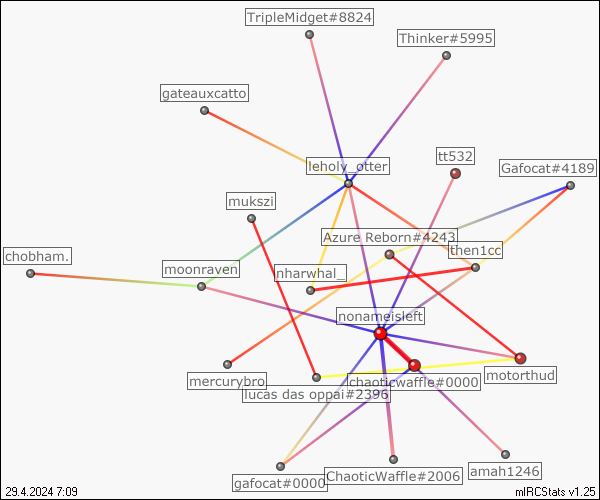 TripleMidget#8824
Thinker#5995
gateauxcatto
leholy_otter
tt532
Gafocat#4189
mukszi
Azure Reborn#4243
then1cc
chobham.
moonraven
nharwhal_
nonameisleft
mercurybro
chaoticwaffle#0000
motorthud
lucas das oppai#2396
gafocat#0000
ChaoticWaffle#2006
amah1246
29.4.2024 7:09
mIRCStats v1.25